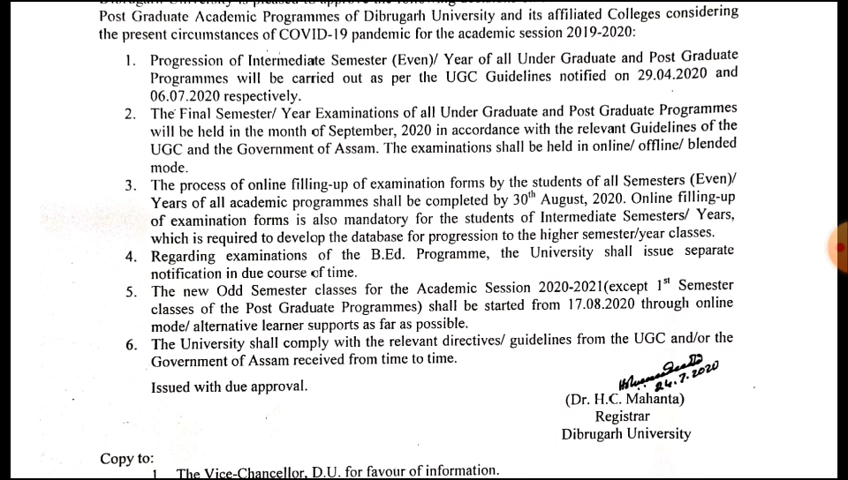 Post Graduate Academic Programmes of Dibrugarh University and its affiliated Colleges considering
the present circumstances of COVID-19 pandemic for the academic session 2019-2020:
1. Progression of Intermediate Semester (Even)/ Year of all Under Graduate and Post Graduate
Programmes will be carried out as per the UGC Guidelines notified on 29.04.2020 and
06.07.2020 respectively.
2. The Final Semester/ Year Examinations of all Under Graduate and Post Graduate Programmes
will be held in the month of September, 2020 in accordance with the relevant Guidelines of the
UGC and the Government of Assam. The examinations shall be held in online/ offline/ blended
mode.
3. The process of online filling-up of examination forms by the students of all Semesters (Even)/
Years of all academic programmes shall be completed by 30th August, 2020. Online filling-up
of examination forms is also mandatory for the students of Intermediate Semesters/ Years,
which is required to develop the database for progression to the higher semester/year classes.
4. Regarding examinations of the B.Ed. Programme, the University shall issue separate
notification in due course of time.
5. The new Odd Semester classes for the Academic Session 2020-2021(except 1st Semester
classes of the Post Graduate Programmes) shall be started from 17.08.2020 through online
mode/ alternative learner supports as far as possible.
6. The University shall comply with the relevant directives/ guidelines from the UGC and/or the
Government of Assam received from time to time.
Issued with due approval.
24.7.2020
(Dr. H.C. Mahanta)
Registrar
Dibrugarh University
Copy to:
1 The Vice-Chancellor, D.U. for favour of information.